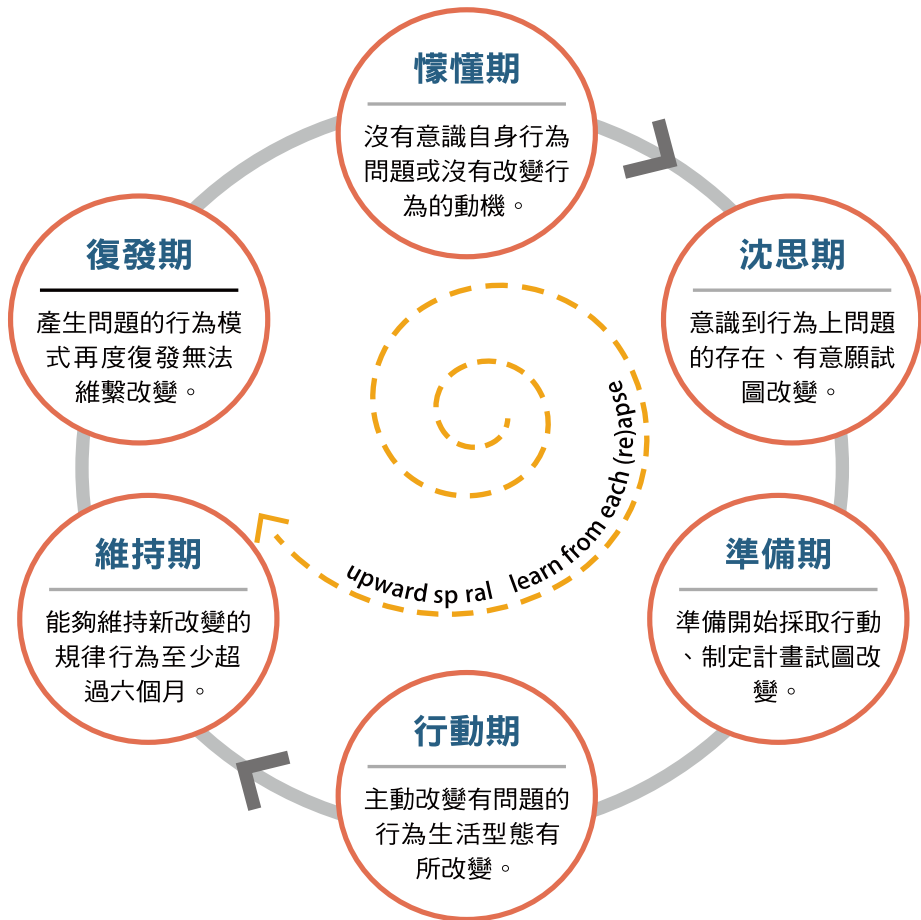 懞懂期
沒有意識自身行為
問題或沒有改變行
為的動機。
沈思期
意識到行為上問題
的存在、有意願試
圖改變。
準備期
準備開始採取行動
、制定計畫試圖改
變。
行動期
主動改變有問題的
行為生活型態有
所改變。
維持期
能夠維持新改變的
規律行為至少超
過六個月。
復發期
產生問題的行為模
式再度復發無法
維繫改變。
upward sp ral learn from each (re)apse